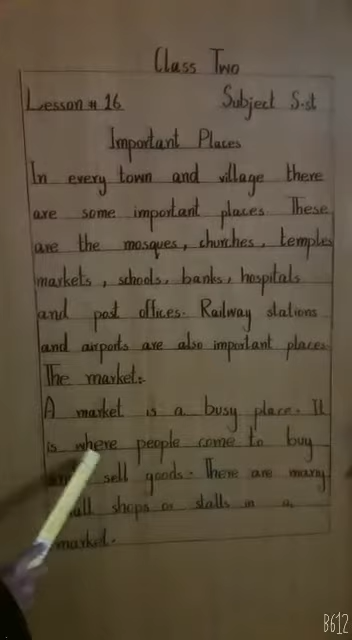 Class Two
Lesson # 16 Subject S.st
Important Places
In every town and village there
are some important places. These
are the mosques, churches, temples
markets, schools, banks, hospitals
and post offices. Railway stations
and airports are also important places.
The market:-
A market is a busy place. It
is where people come to buy
sell goods. There are many
shops or stalls in a
market.
B612